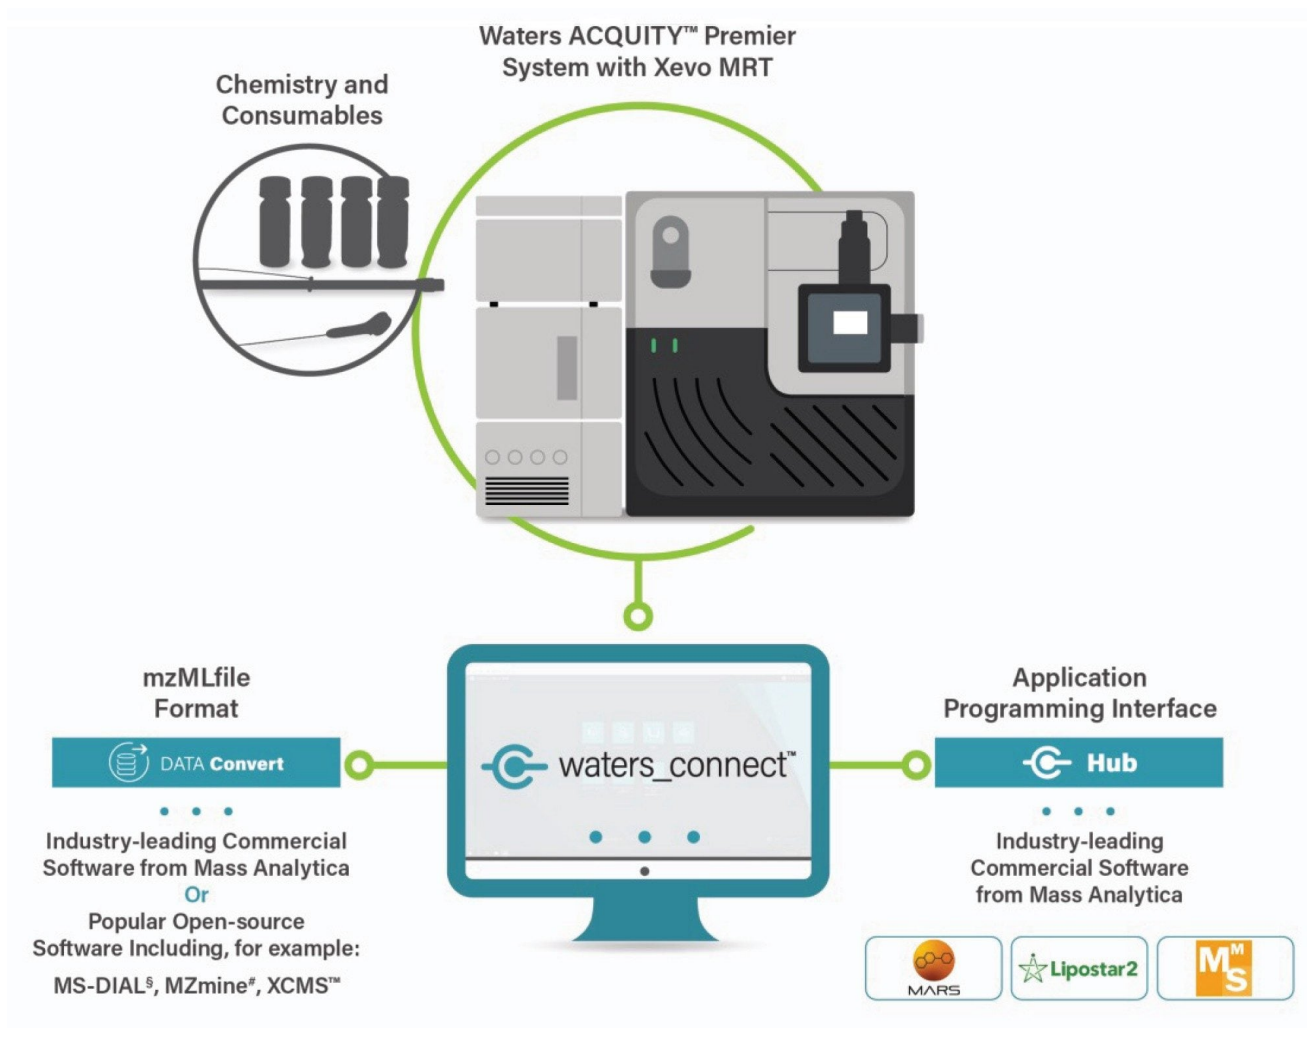 Waters ACQUITY™ Premier
System with Xevo MRT
Chemistry and
Consumables
mzMLfile
Format
DATA Convert
Industry-leading Commercial
Software from Mass Analytica
Or
Popular Open-source
Software Including, for example:
MS-DIAL§, MZmine#, XCMS™
waters_connect™
Application
Programming Interface
Hub
Industry-leading
Commercial Software
from Mass Analytica
MARS
Lipostar2
MMS